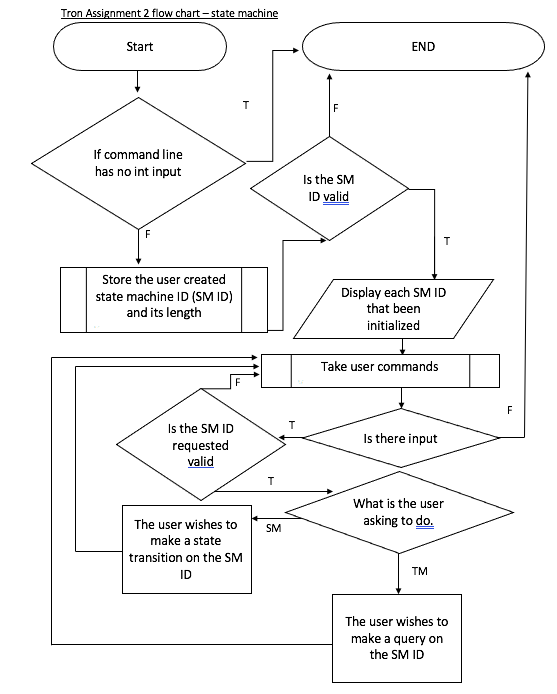 Tron Assignment 2 flow chart – state machine
Start
END
T
F
If command line
has no int input
Is the SM
ID valid
F
T
Store the user created
state machine ID (SM ID)
and its length
Display each SM ID
that been
initialized
Take user commands
F
F
Is the SM ID
requested
valid
T
Is there input
T
What is the user
asking to do.
The user wishes to
make a state
transition on the SM
ID
SM
TM
The user wishes to
make a query on
the SM ID